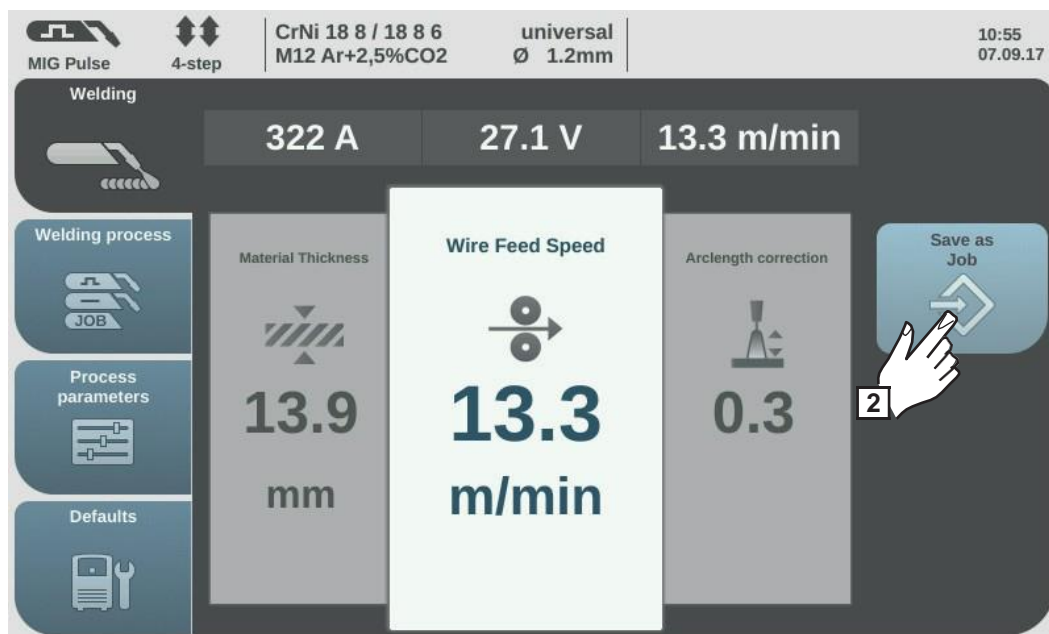 MIG Pulse
4-step
CrNi 18 8 / 18 8 6 universal
M12 Ar+2,5%CO2 Ø 1.2mm
10:55
07.09.17
Welding
322 A 27.1 V 13.3 m/min
Welding process
JOB
Process
parameters
Defaults
Material Thickness
13.9
mm
Wire Feed Speed
13.3
m/min
Arclength correction
0.3
Save as
Job
2